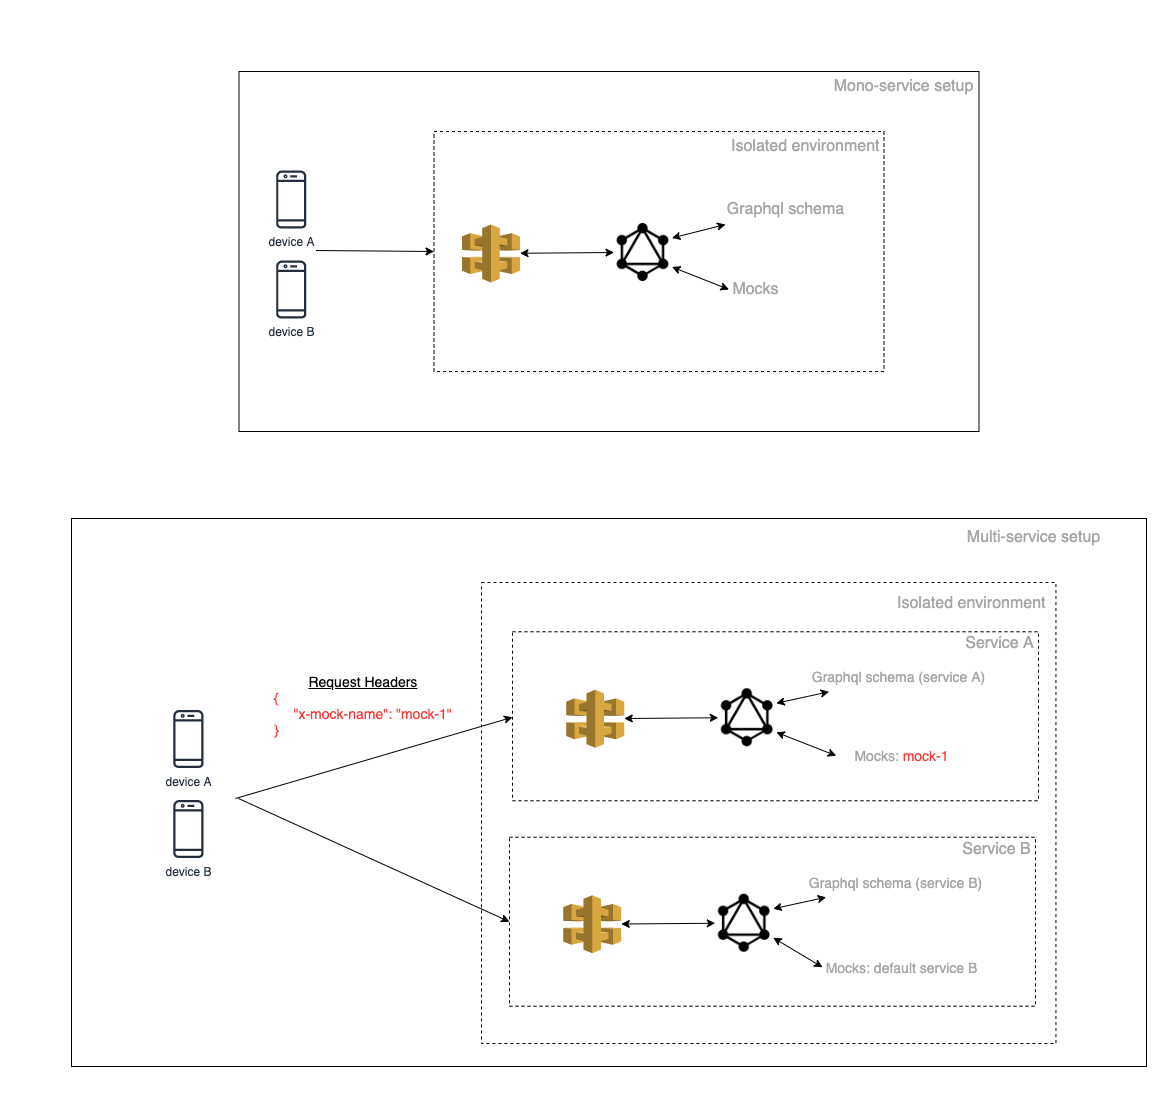 Mono-service setup
Isolated environment
Graphql schema
device A
Mocks
device B
Multi-service setup
Isolated environment
Service A
Request Headers
{
"x-mock-name": "mock-1"
}
Graphql schema (service A)
Mocks: mock-1
device A
device B
Service B
Graphql schema (service B)
Mocks: default service B